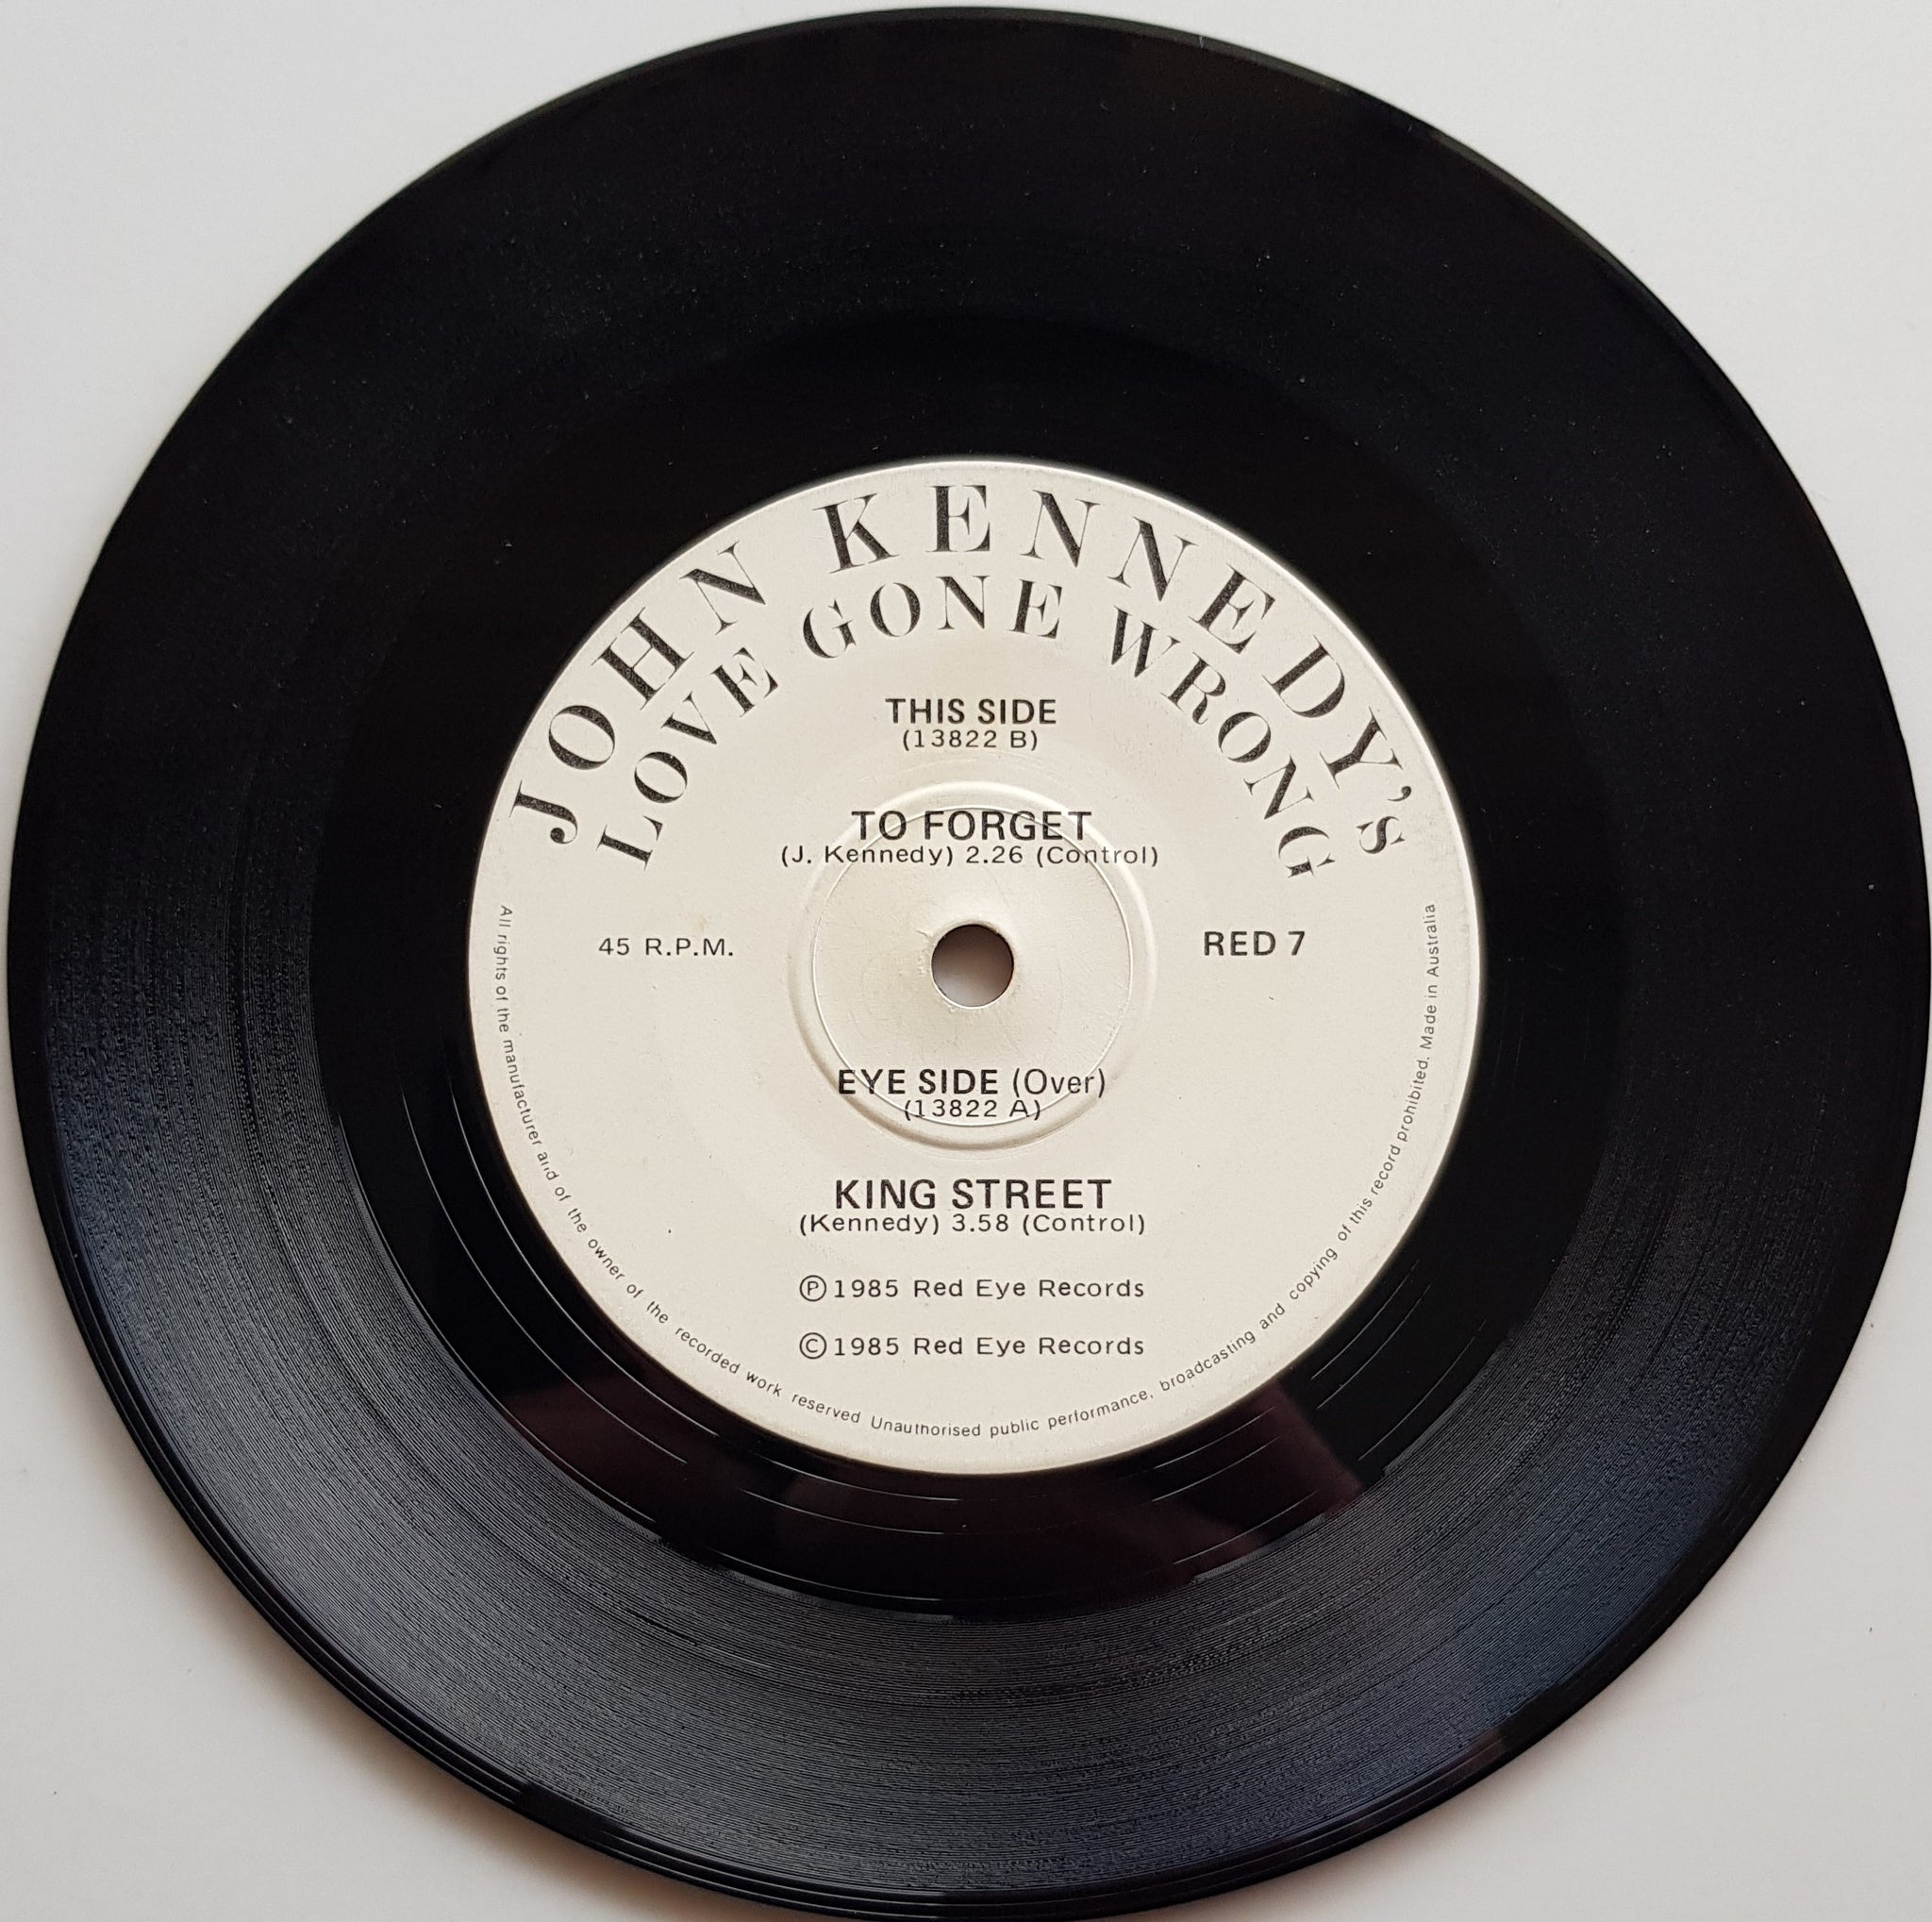 JOHN KENNEDY'S
LOVE GONE WRONG
THIS SIDE
(13822 B)
TO FORGET
(J. Kennedy) 2.26 (Control)
45 R.P.M.
RED 7
EYE SIDE (Over)
(13822 A)
KING STREET
(Kennedy) 3.58 (Control)
Ⓟ1985 Red Eye Records
©1985 Red Eye Records
All rights of the manufacturer and of the owner of the recorded work reserved Unauthorised public performance, broadcasting and copying of this record prohibited. Made in Australia